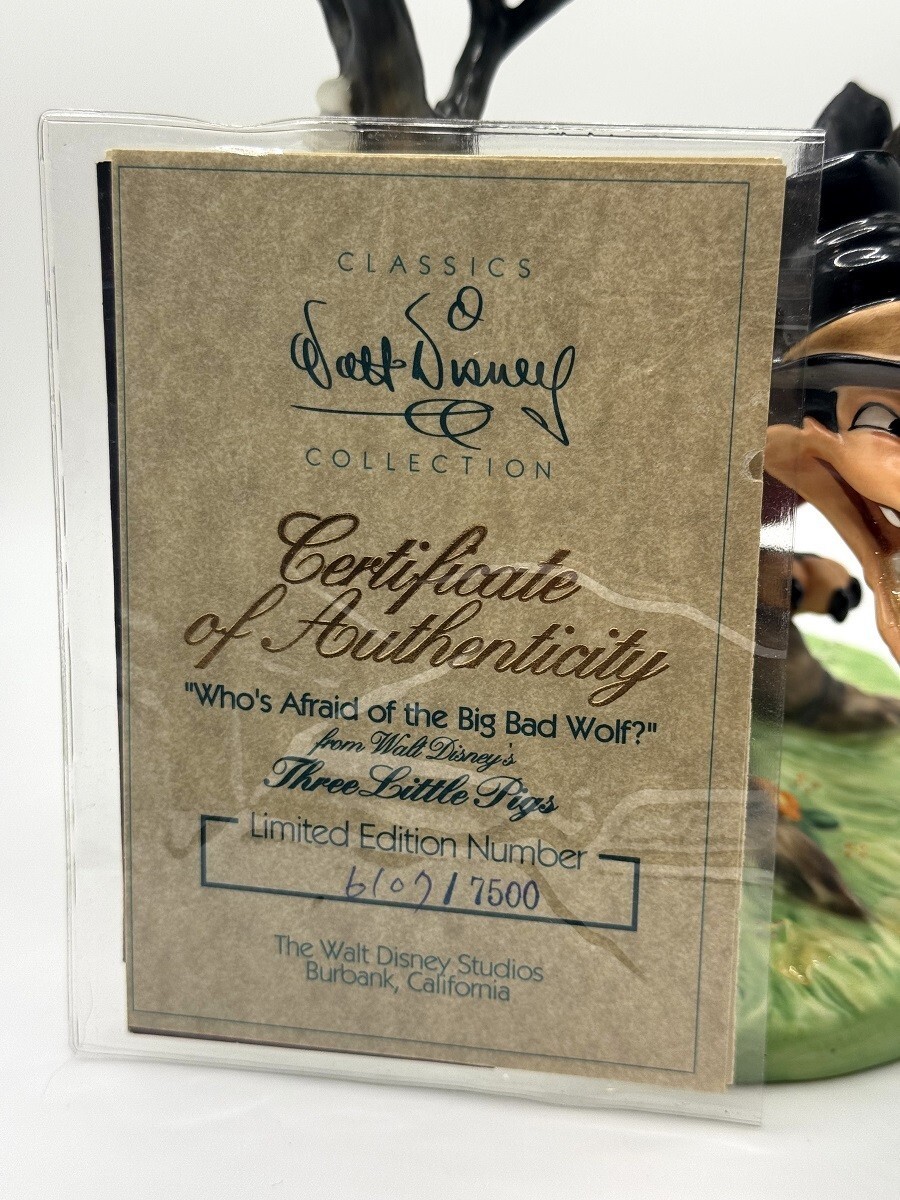 CLASSICS
Walt Disney
COLLECTION
Certificate
of Authenticity
"Who's Afraid of the Big Bad Wolf?"
from Walt Disney's
Three Little Pigs
Limited Edition Number
6107/7500
The Walt Disney Studios
Burbank, California